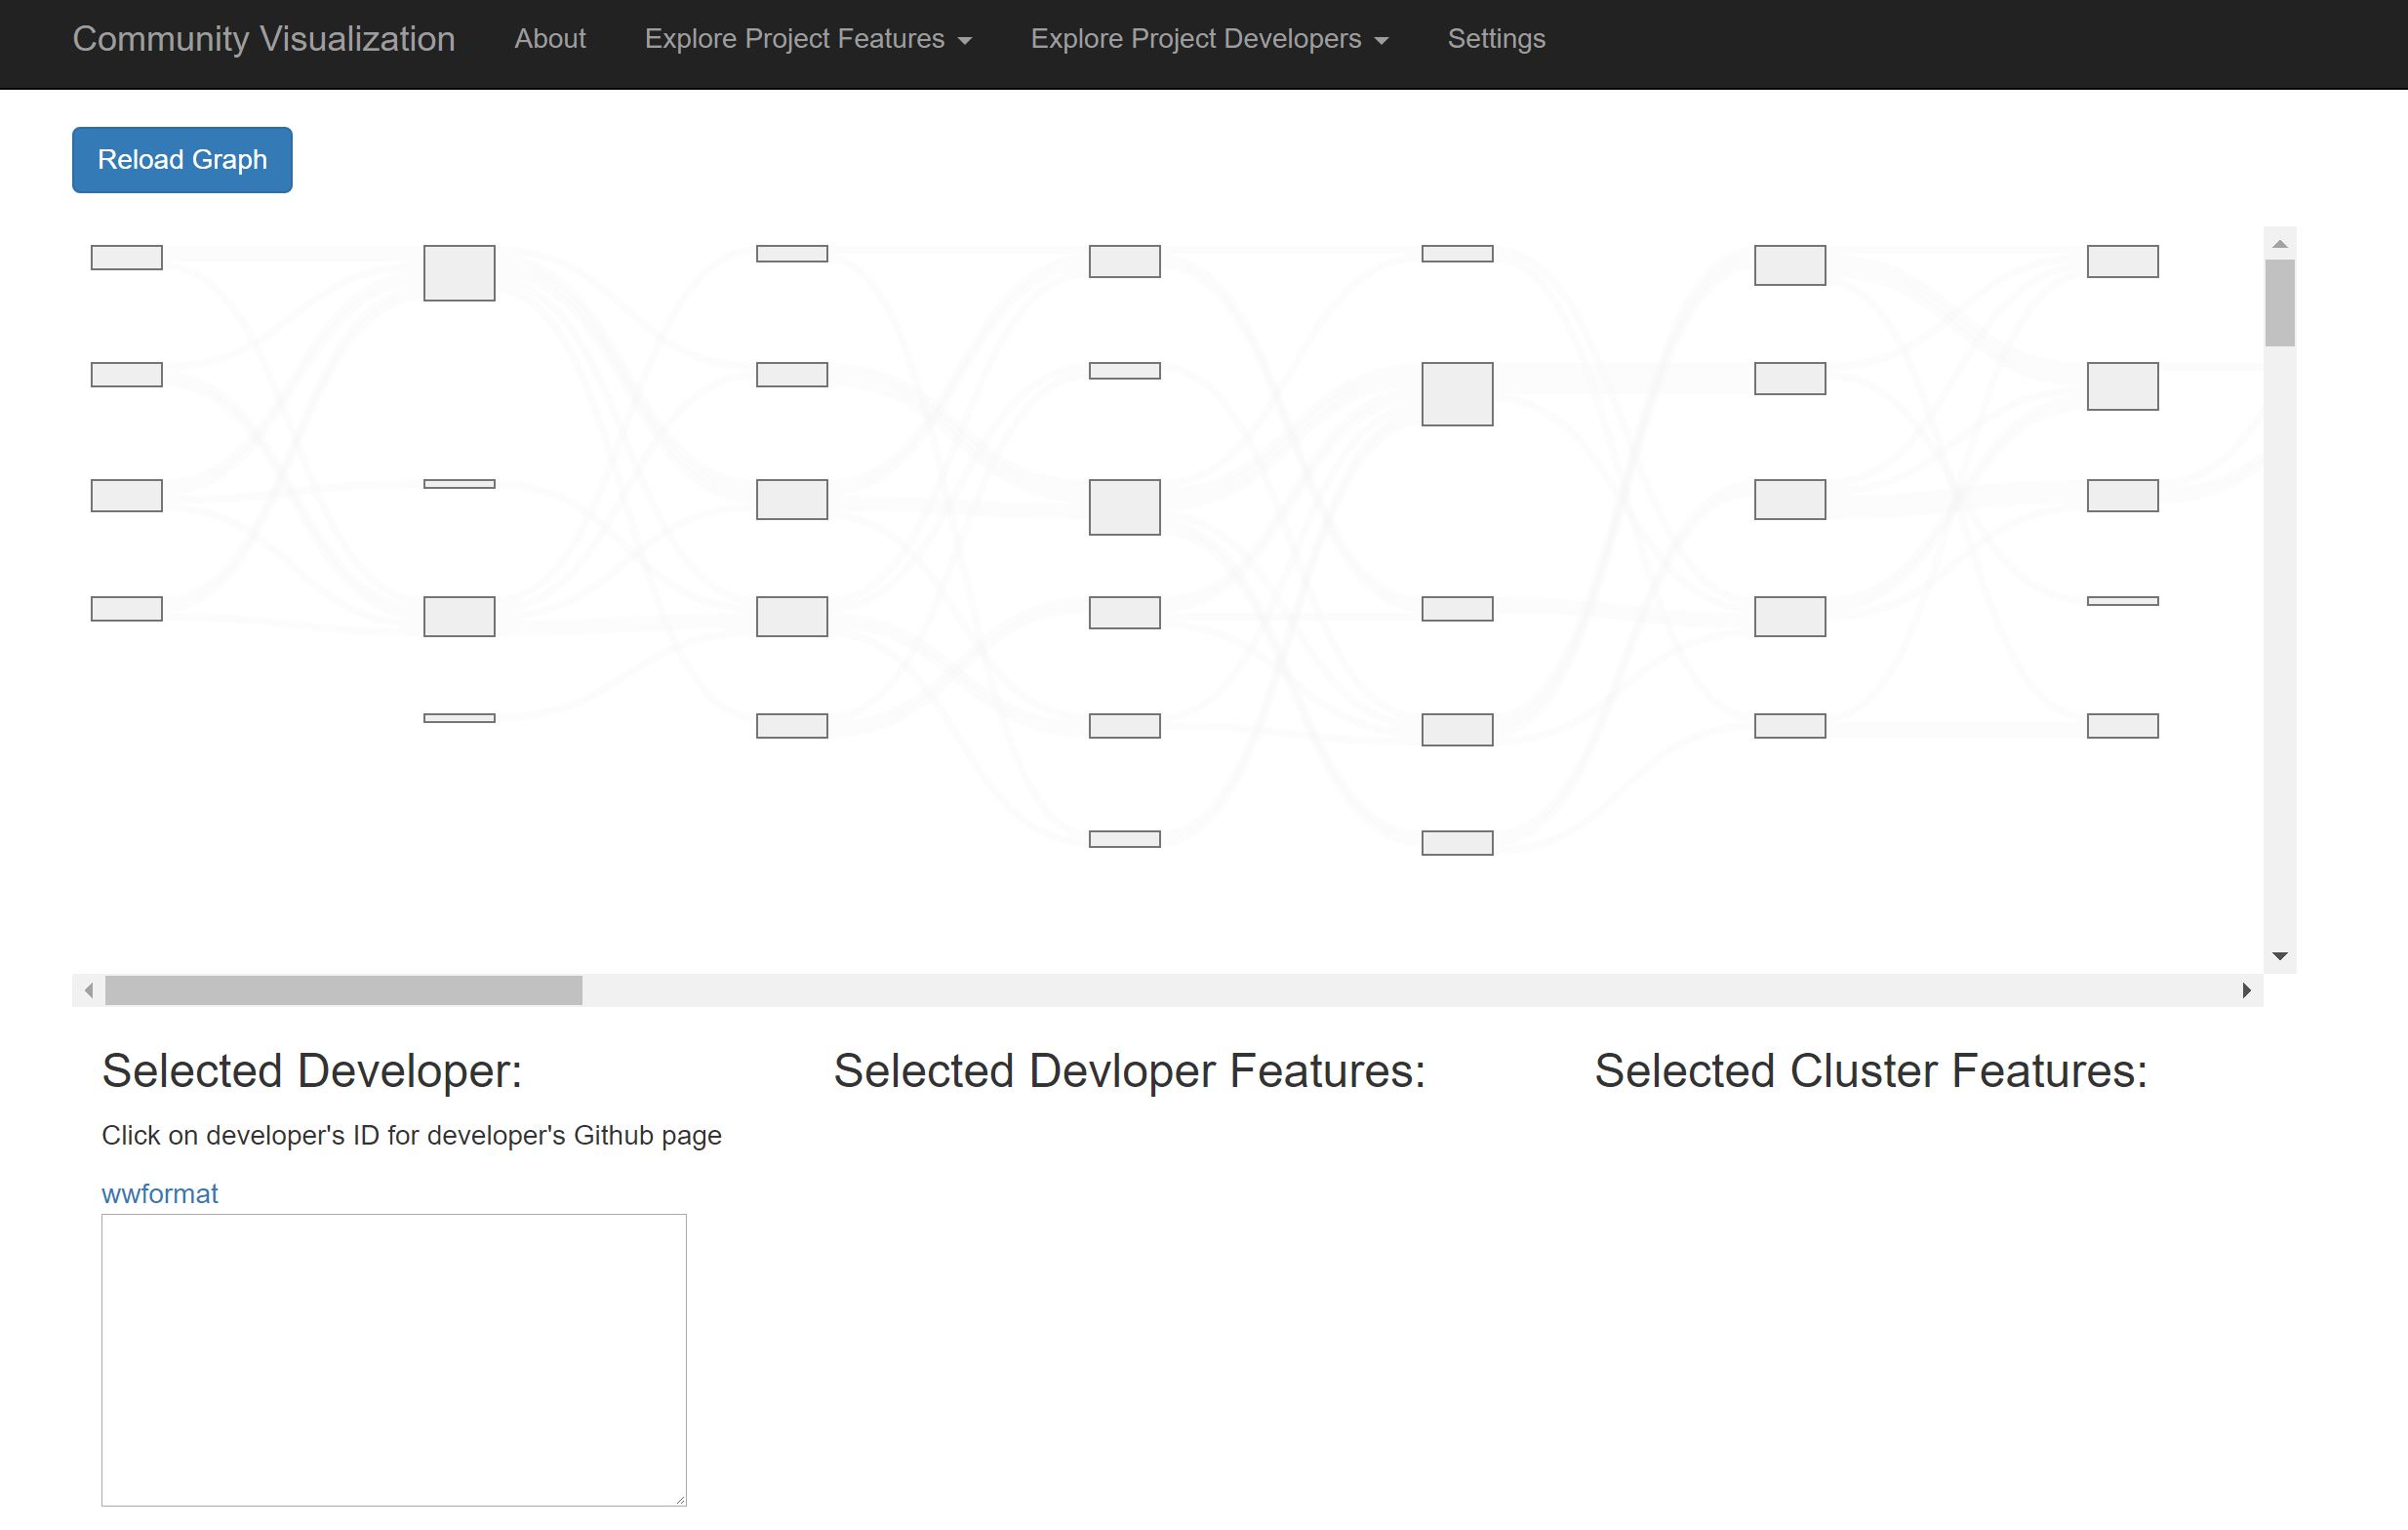 Community Visualization About Explore Project Features Explore Project Developers Settings
Reload Graph
Selected Developer: Selected Devloper Features: Selected Cluster Features:
Click on developer's ID for developer's Github page
wwformat